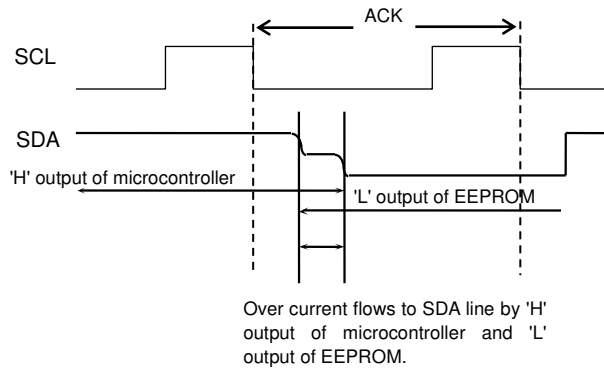 ACK
SCL
SDA
'H' output of microcontroller
'L' output of EEPROM
Over current flows to SDA line by 'H'
output of microcontroller and 'L'
output of EEPROM.